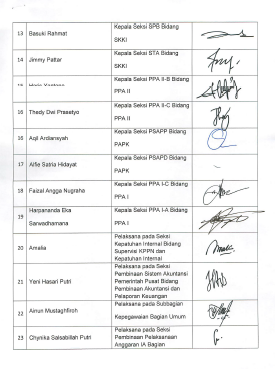 13 Basuki Rahmat Kepala Seksi SPB Bidang
SKKI
14 Jimmy Pattar Kepala Seksi STA Bidang
SKKI
15 Kepala Seksi PPA II-B Bidang
PPA II
16 Thedy Dwi Prasetyo Kepala Seksi PPA II-C Bidang
PPA II
16 Aqil Ardiansyah Kepala Seksi PSAPP Bidang
PAPK
17 Alfie Satria Hidayat Kepala Seksi PSAPD Bidang
PAPK
18 Faizal Angga Nugraha Kepala Seksi PPA I-C Bidang
PPA I
19 Harpananda Eka
Sarwadhamana
Kepala Seksi PPA I-A Bidang
PPA I
20 Amalia
Pelaksana pada Seksi
Kepatuhan Internal Bidang
Supervisi KPPN dan
Kepatuhan Internal
21 Yeni Hasari Putri
Pelaksana pada Seksi
Pembinaan Sistem Akuntansi
Pemerintah Pusat Bidang
Pembinaan Akuntansi dan
Pelaporan Keuangan
22 Ainun Mustaghfiroh
Pelaksana pada Subbagian
Kepegawaian Bagian Umum
23 Chynika Salsabillah Putri
Pelaksana pada Seksi
Pembinaan Pelaksanaan
Anggaran IA Bagian